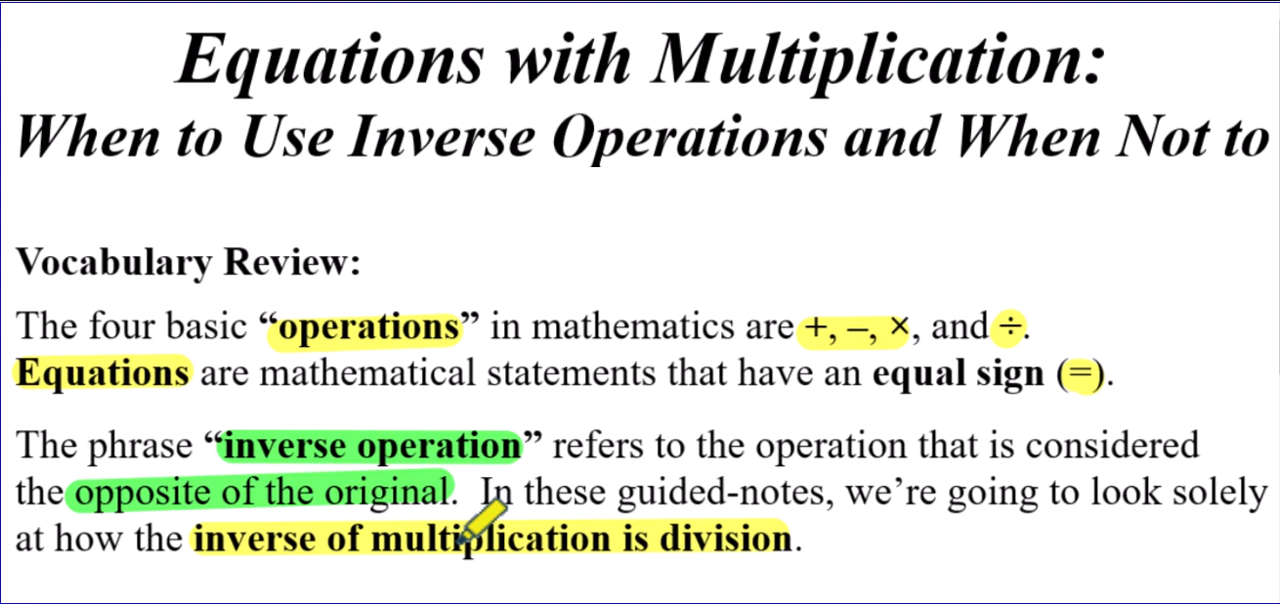 Equations with Multiplication:
When to Use Inverse Operations and When Not to
Vocabulary Review:
The four basic “operations” in mathematics are +, –, ×, and ÷.
Equations are mathematical statements that have an equal sign (=).
The phrase “inverse operation” refers to the operation that is considered
the opposite of the original. In these guided-notes, we’re going to look solely
at how the inverse of multiplication is division.